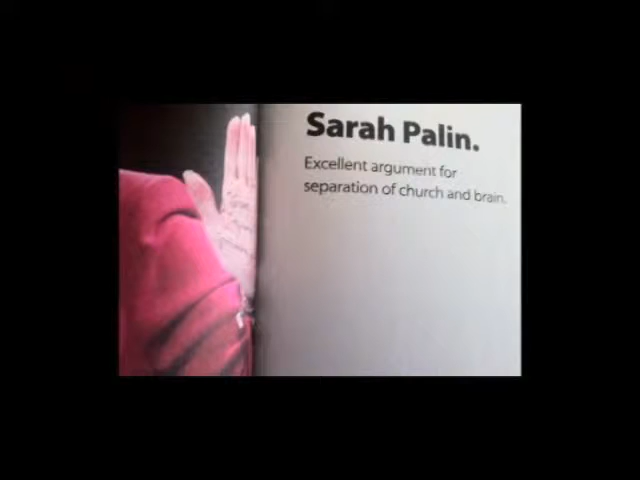 Sarah Palin.
Excellent argument for
separation of church and brain.